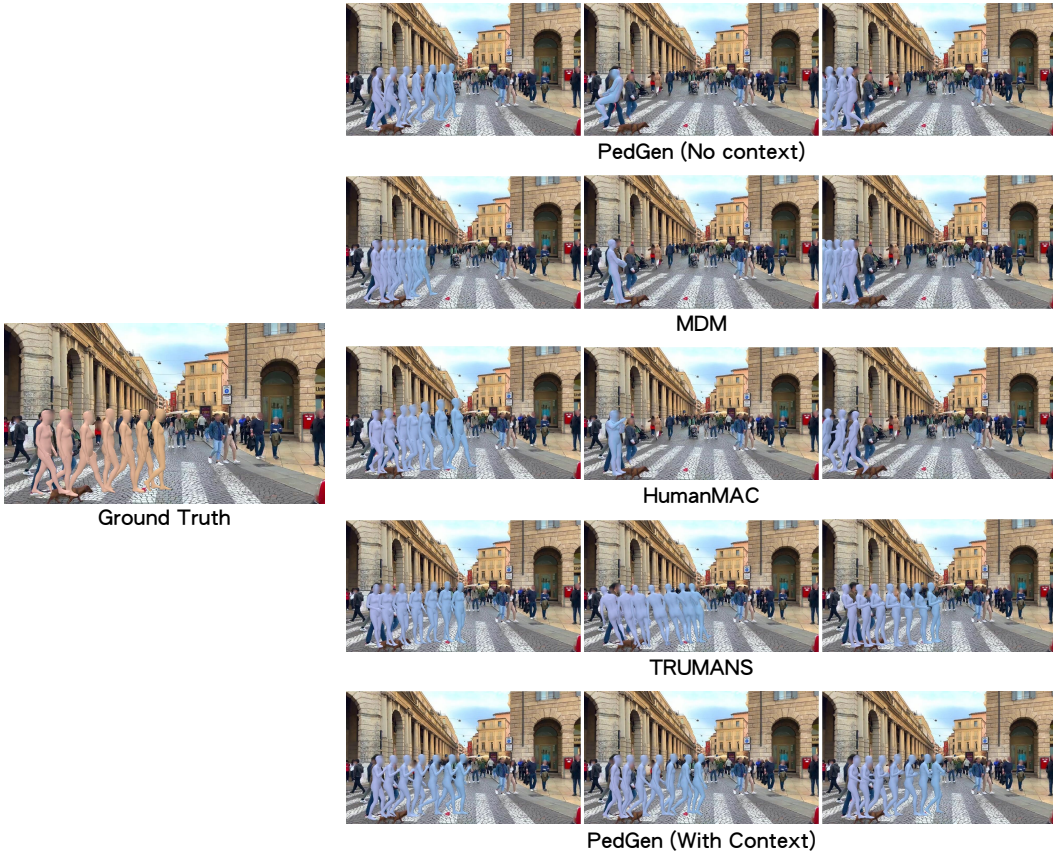 PedGen (No context)
MDM
Ground Truth
HumanMAC
TRUMANS
PedGen (With Context)